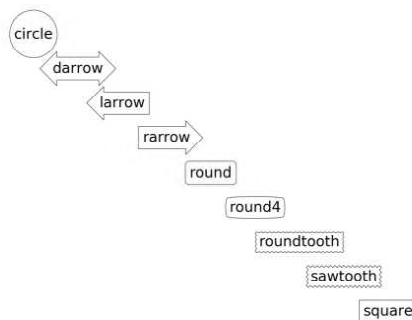 circle
darrow
larrow
rarrow
round
round4
roundtooth
sawtooth
square